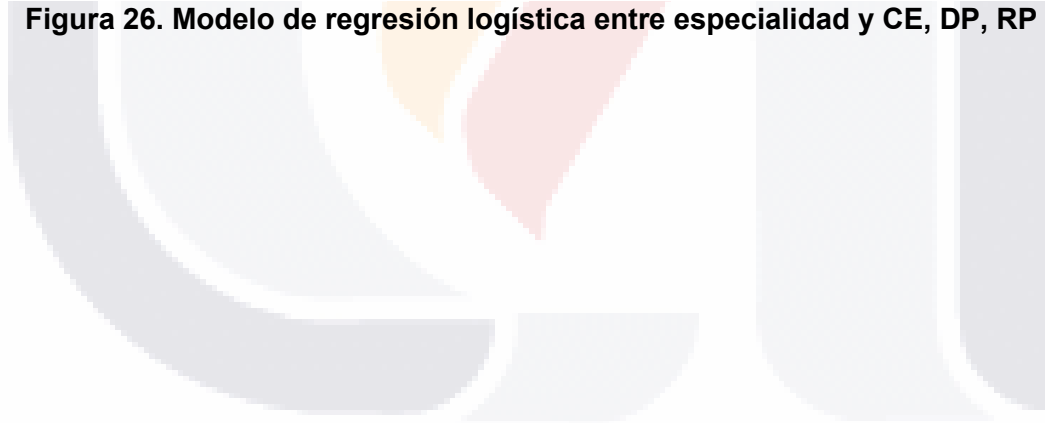 Figura 26. Modelo de regresión logística entre especialidad y CE, DP, RP